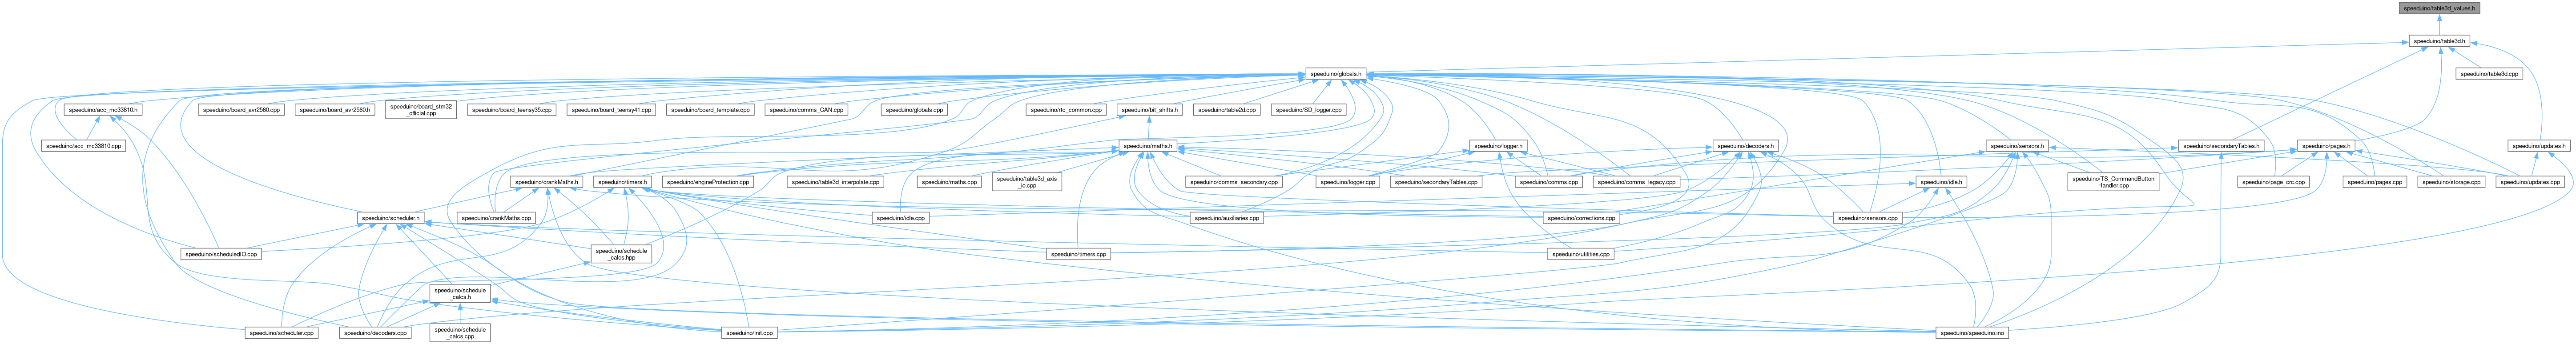 speeduino/table3d_values.h
speeduino/table3d.h
speeduino/globals.h
speeduino/table3d.cpp
speeduino/acc_mc33810.h
speeduino/board_avr2560.cpp
speeduino/board_avr2560.h
speeduino/board_stm32
_official.cpp
speeduino/board_teensy35.cpp
speeduino/board_teensy41.cpp
speeduino/board_template.cpp
speeduino/comms_CAN.cpp
speeduino/globals.cpp
speeduino/rtc_common.cpp
speeduino/bit_shifts.h
speeduino/table2d.cpp
speeduino/SD_logger.cpp
speeduino/acc_mc33810.cpp
speeduino/maths.h
speeduino/logger.h
speeduino/decoders.h
speeduino/sensors.h
speeduino/secondaryTables.h
speeduino/pages.h
speeduino/updates.h
speeduino/crankMaths.h
speeduino/timers.h
speeduino/engineProtection.cpp
speeduino/table3d_interpolate.cpp
speeduino/maths.cpp
speeduino/table3d_axis
_io.cpp
speeduino/comms_secondary.cpp
speeduino/logger.cpp
speeduino/secondaryTables.cpp
speeduino/comms.cpp
speeduino/comms_legacy.cpp
speeduino/idle.h
speeduino/TS_CommandButton
Handler.cpp
speeduino/page_crc.cpp
speeduino/pages.cpp
speeduino/storage.cpp
speeduino/updates.cpp
speeduino/scheduler.h
speeduino/crankMaths.cpp
speeduino/idle.cpp
speeduino/auxiliaries.cpp
speeduino/corrections.cpp
speeduino/sensors.cpp
speeduino/scheduledIO.cpp
speeduino/schedule
_calcs.hpp
speeduino/timers.cpp
speeduino/utilities.cpp
speeduino/schedule
_calcs.h
speeduino/scheduler.cpp
speeduino/decoders.cpp
speeduino/schedule
_calcs.cpp
speeduino/init.cpp
speeduino/speeduino.ino